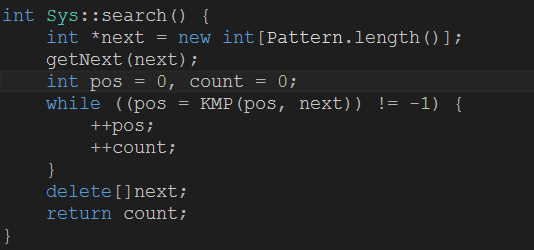 int Sys::search() {
    int *next = new int[Pattern.length()];
    getNext(next);
    int pos = 0, count = 0;
    while ((pos = KMP(pos, next)) != -1) {
        ++pos;
        ++count;
    }
    delete[]next;
    return count;
}